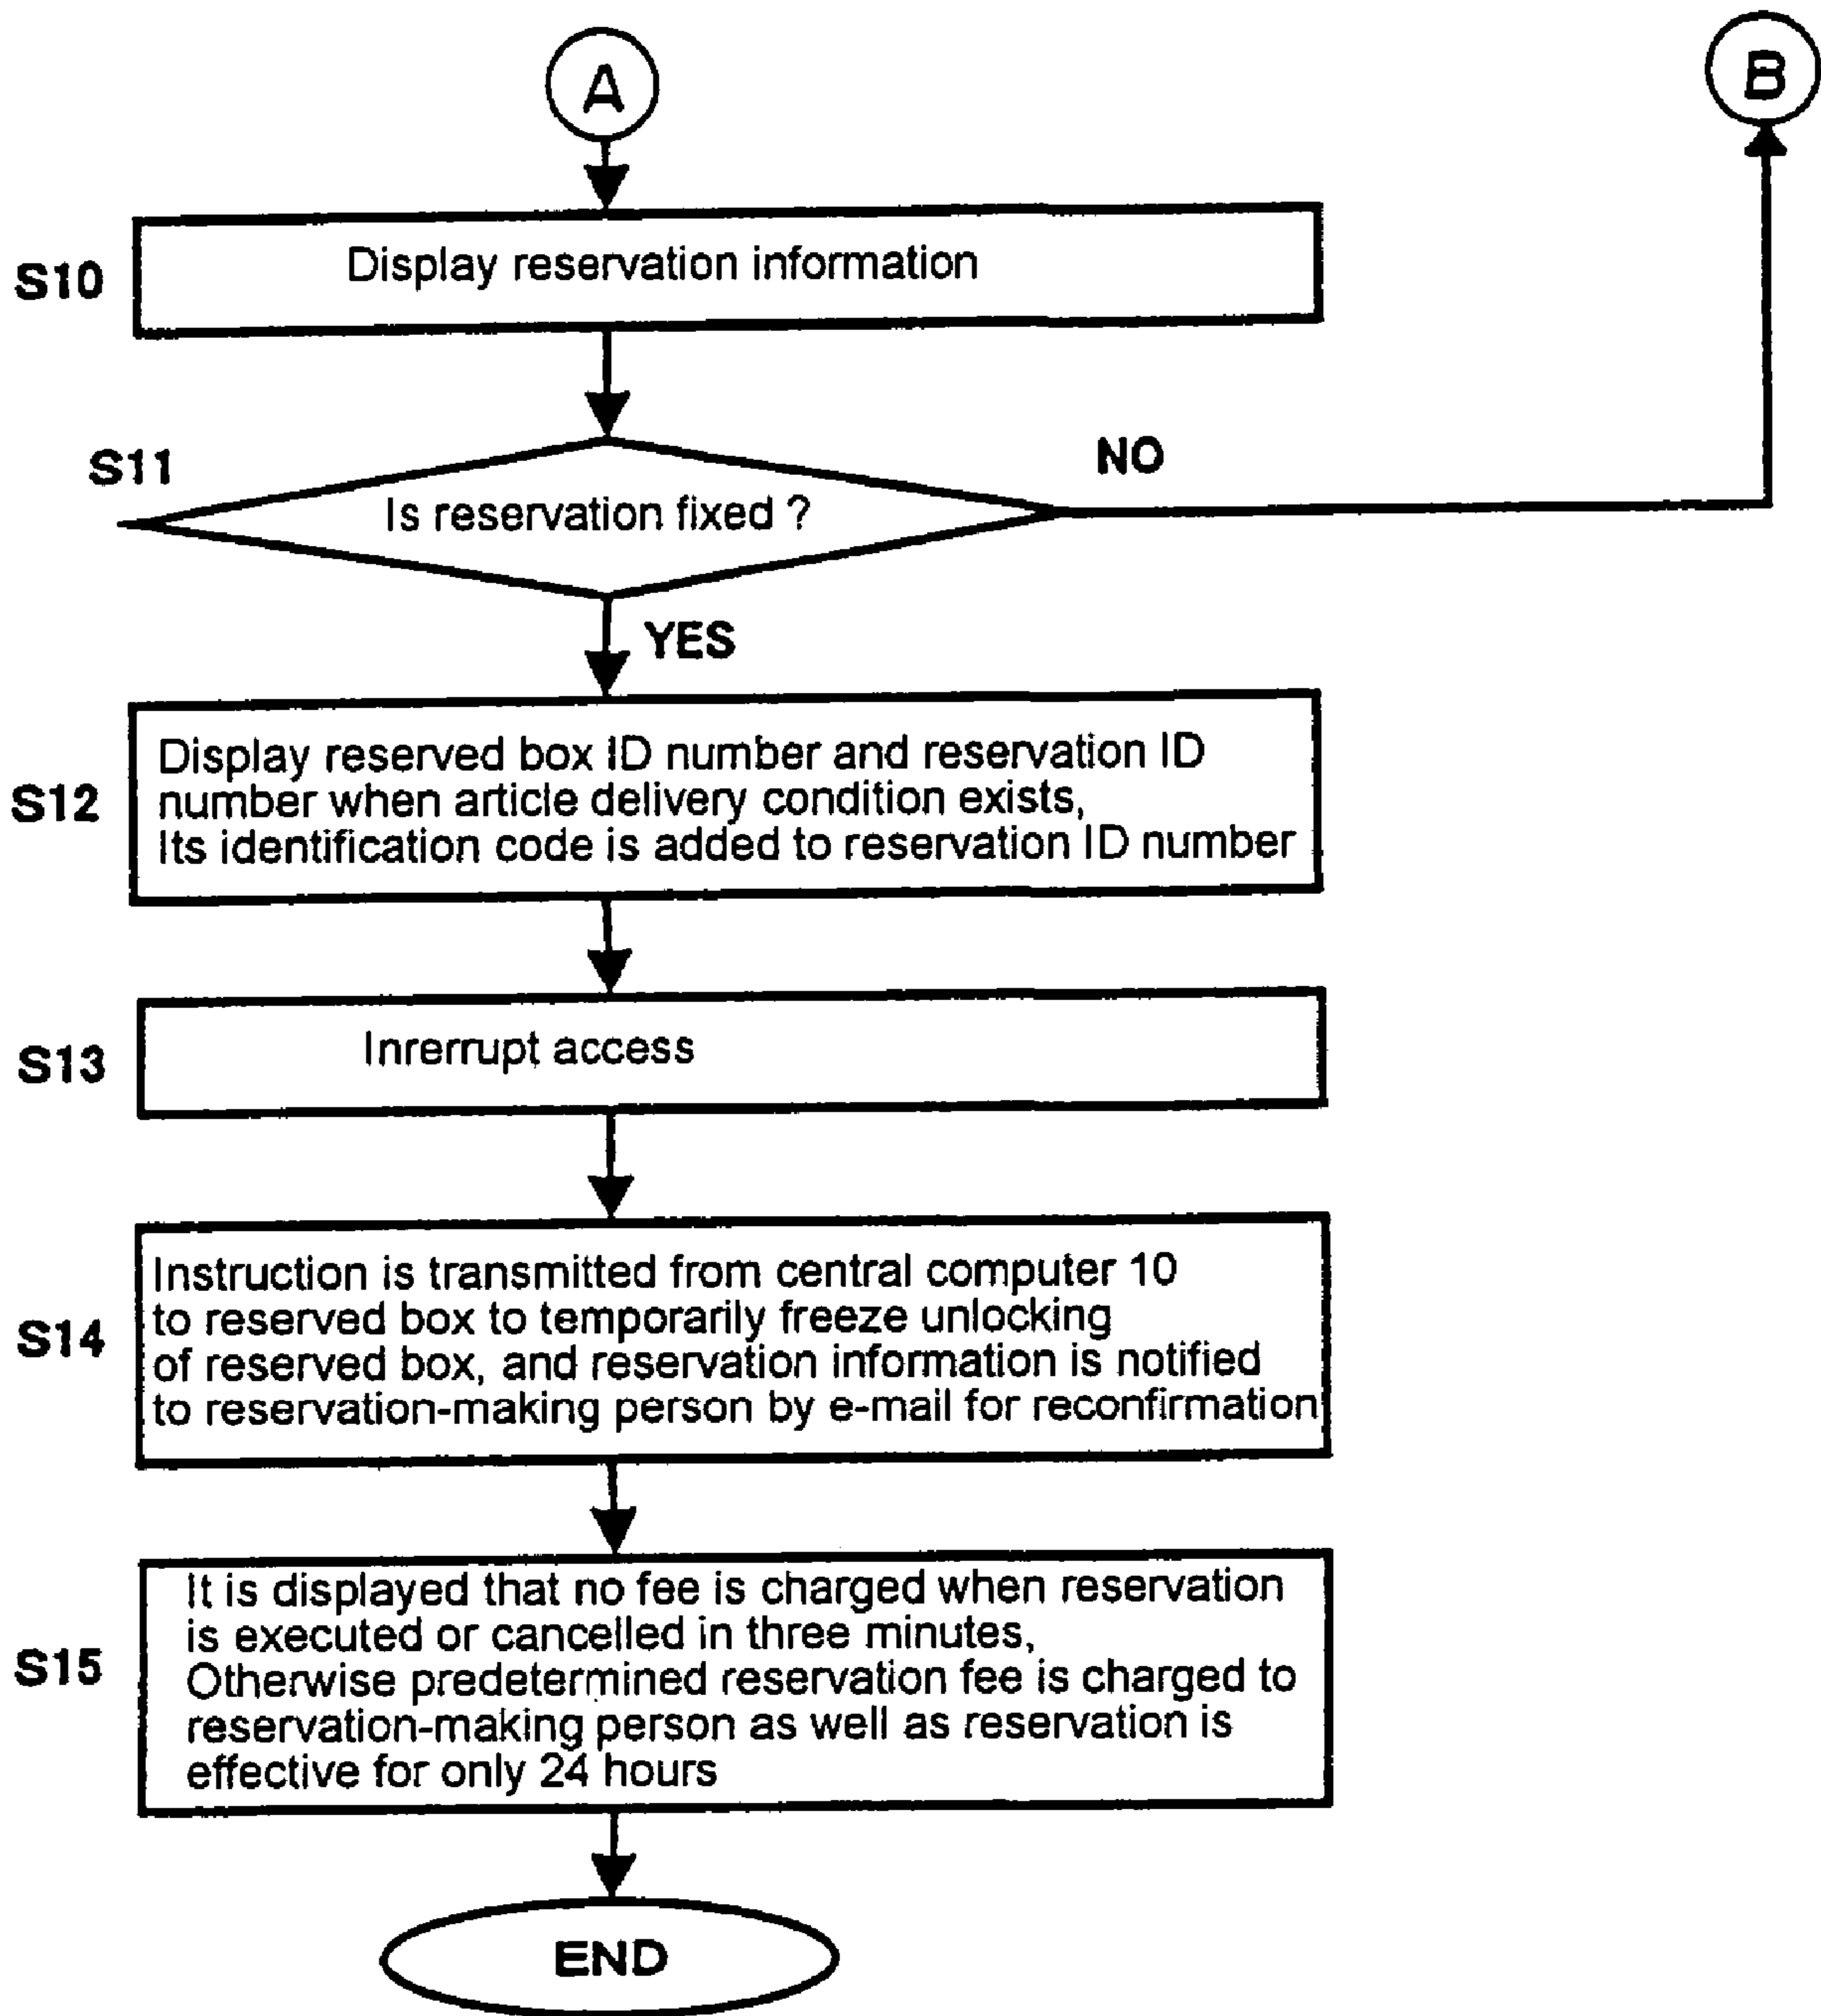 A
B
S10
Display reservation information
S11
Is reservation fixed ?
NO
YES
S12
Display reserved box ID number and reservation ID
number when article delivery condition exists,
Its identification code is added to reservation ID number
S13
Inrerrupt access
S14
Instruction is transmitted from central computer 10
to reserved box to temporarily freeze unlocking
of reserved box, and reservation information is notified
to reservation-making person by e-mail for reconfirmation
S15
It is displayed that no fee is charged when reservation
is executed or cancelled in three minutes,
Otherwise predetermined reservation fee is charged to
reservation-making person as well as reservation is
effective for only 24 hours
END